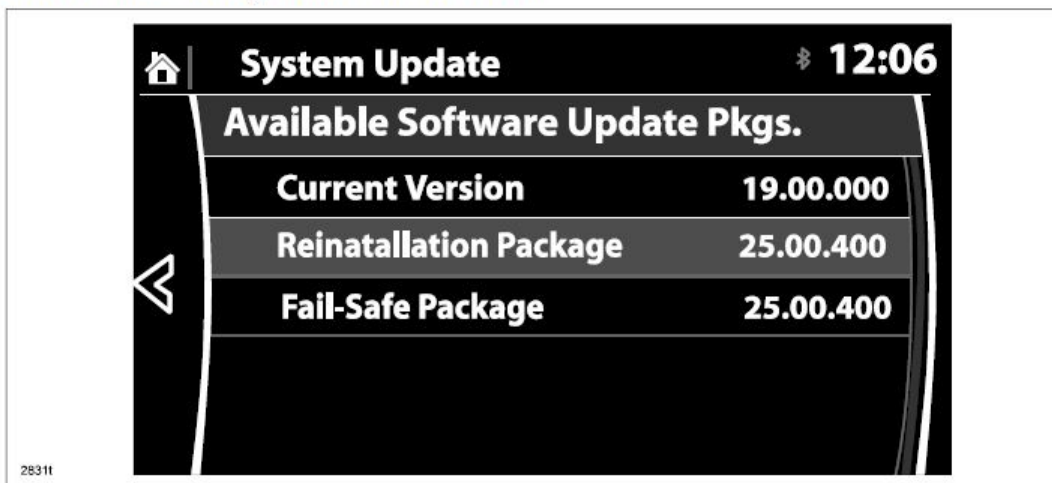 System Update 12:06
Available Software Update Pkgs.
Current Version 19.00.000
Reinatallation Package 25.00.400
Fail-Safe Package 25.00.400
2831t